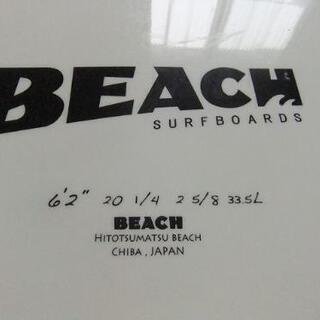 BEACH
SURFBOARDS
6'2" 20 1/4 2 5/8 33.5L
BEACH
HITOTSUMATSU BEACH
CHIBA, JAPAN